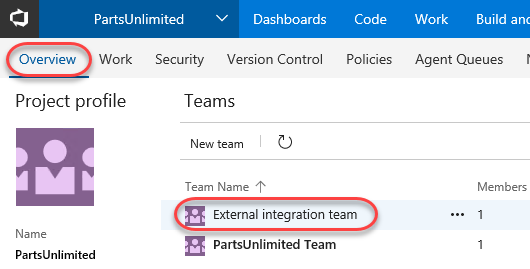 PartsUnlimited Dashboards Code Work Build and
Overview Work Security Version Control Policies Agent Queues
Project profile
Teams
New team
Team Name Members
External integration team ... 1
PartsUnlimited Team 1
Name
PartsUnlimited